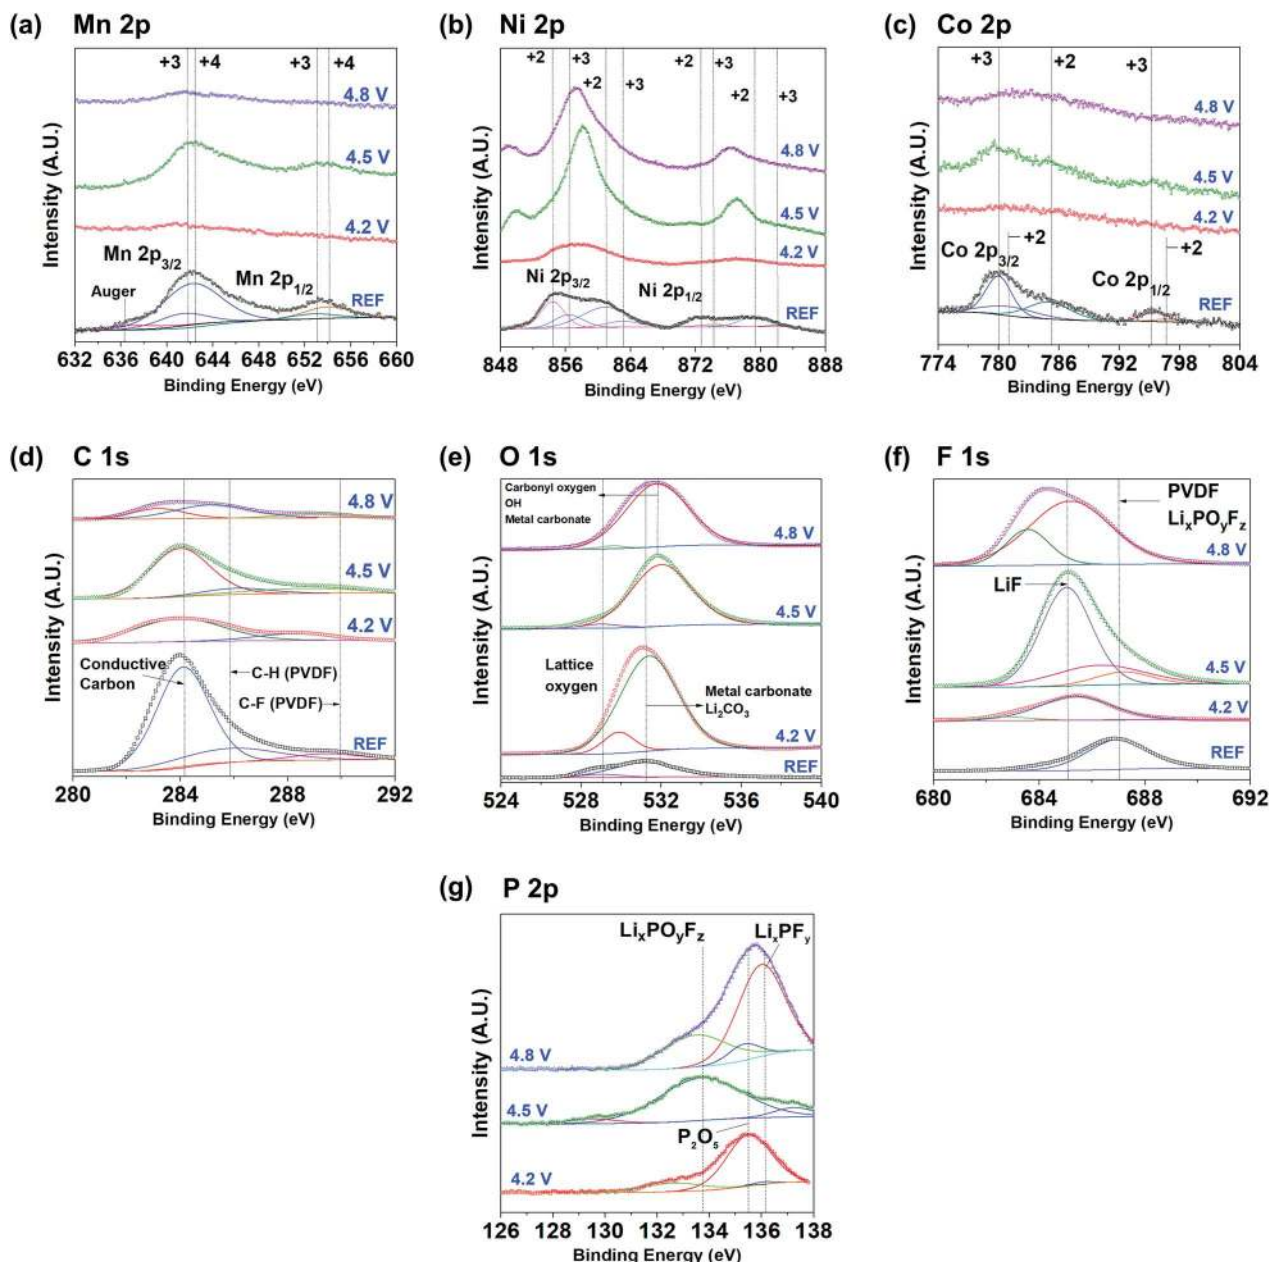 (a) Mn 2p
+3 +4 +3 +4
4.8 V
4.5 V
4.2 V
Mn 2p3/2
Mn 2p1/2
Auger
REF
Intensity (A.U.)
632 636 640 644 648 652 656 660
Binding Energy (eV)
(b) Ni 2p
+2 +3 +2 +3
+2 +3 +2 +3
4.8 V
4.5 V
4.2 V
Ni 2p3/2
Ni 2p1/2
REF
Intensity (A.U.)
848 856 864 872 880 888
Binding Energy (eV)
(c) Co 2p
+3 +2 +3
4.8 V
4.5 V
4.2 V
+2
+2
Co 2p3/2
Co 2p1/2
REF
Intensity (A.U.)
774 780 786 792 798 804
Binding Energy (eV)
(d) C 1s
4.8 V
4.5 V
4.2 V
Conductive
Carbon
C-H (PVDF)
C-F (PVDF)
REF
Intensity (A.U.)
280 284 288 292
Binding Energy (eV)
(e) O 1s
Carbonyl oxygen
OH
Metal carbonate
4.8 V
4.5 V
Lattice
oxygen
Metal carbonate
Li2CO3
4.2 V
REF
Intensity (A.U.)
524 528 532 536 540
Binding Energy (eV)
(f) F 1s
PVDF
LixPOyFz
4.8 V
LiF
4.5 V
4.2 V
REF
Intensity (A.U.)
680 684 688 692
Binding Energy (eV)
(g) P 2p
LixPOyFz
LixPFy
4.8 V
4.5 V
P2O5
4.2 V
Intensity (A.U.)
126 128 130 132 134 136 138
Binding Energy (eV)